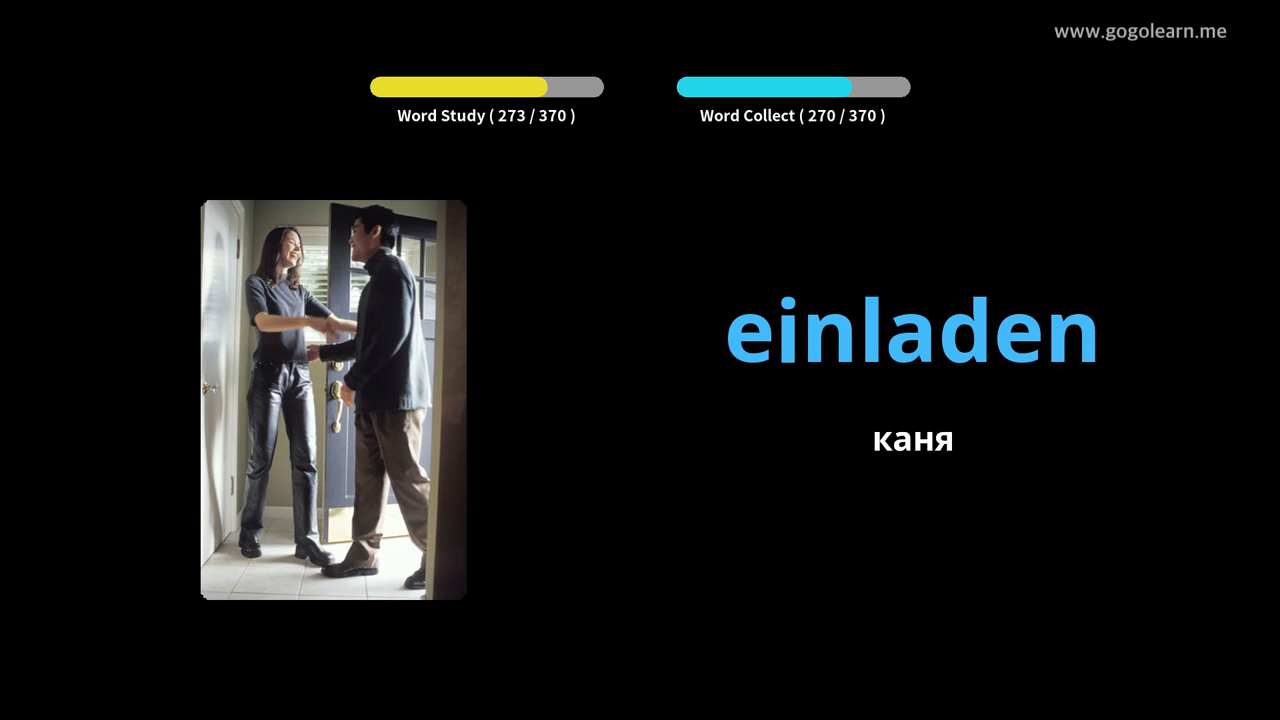 www.gogolearn.me
Word Study ( 273 / 370 )
Word Collect ( 270 / 370 )
einladen
каня